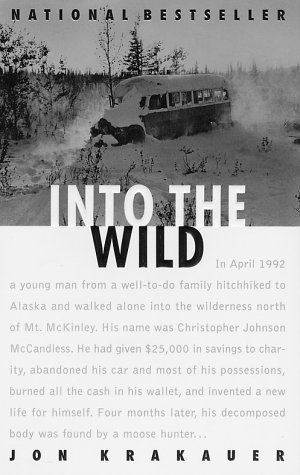 NATIONAL BESTSELLER
INTO THE
WILD
In April 1992
a young man from a well-to-do family hitchhiked to
Alaska and walked alone into the wilderness north
of Mt. McKinley. His name was Christopher Johnson
McCandless. He had given $25,000 in savings to char-
ity, abandoned his car and most of his possessions,
burned all the cash in his wallet, and invented a new
life for himself. Four months later, his decomposed
body was found by a moose hunter...
JON KRAKAUER